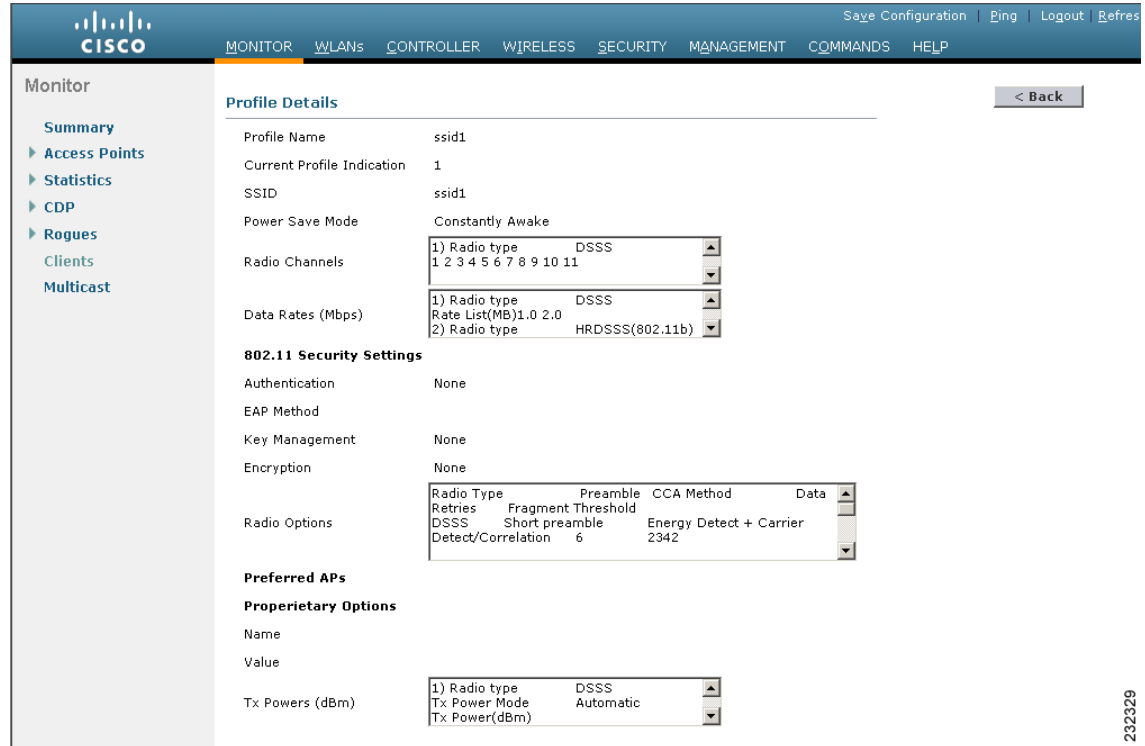 Save Configuration | Ping | Logout | Refres
CISCO
MONITOR WLANs CONTROLLER WIRELESS SECURITY MANAGEMENT COMMANDS HELP
Monitor
Summary
Access Points
Statistics
CDP
Rogues
Clients
Multicast
Profile Details
< Back
Profile Name ssid1
Current Profile Indication 1
SSID ssid1
Power Save Mode Constantly Awake
Radio Channels
1) Radio type DSSS
1 2 3 4 5 6 7 8 9 10 11
Data Rates (Mbps)
1) Radio type DSSS
Rate List(MB)1.0 2.0
2) Radio type HRDSSS(802.11b)
802.11 Security Settings
Authentication None
EAP Method
Key Management None
Encryption None
Radio Options
Radio Type Preamble CCA Method Data
Retries Fragment Threshold
DSSS Short preamble Energy Detect + Carrier
Detect/Correlation 6 2342
Preferred APs
Properietary Options
Name
Value
Tx Powers (dBm)
1) Radio type DSSS
Tx Power Mode Automatic
Tx Power(dBm)
232329